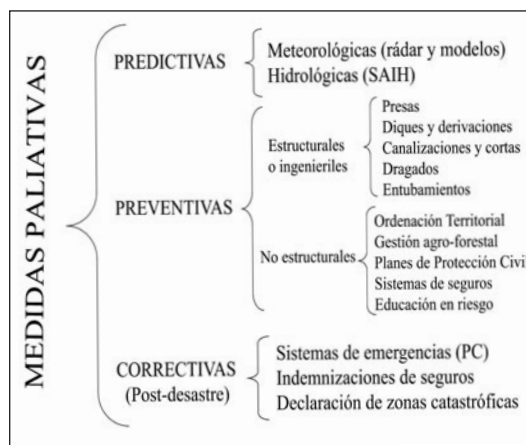 MEDIDAS PALIATIVAS
PREDICTIVAS
Meteorológicas (rádar y modelos)
Hidrológicas (SAIH)
PREVENTIVAS
Estructurales
o ingenieriles
Presas
Diques y derivaciones
Canalizaciones y cortas
Dragados
Entubamientos
No estructurales
Ordenación Territorial
Gestión agro-forestal
Planes de Protección Civil
Sistemas de seguros
Educación en riesgo
CORRECTIVAS
(Post-desastre)
Sistemas de emergencias (PC)
Indemnizaciones de seguros
Declaración de zonas catastróficas